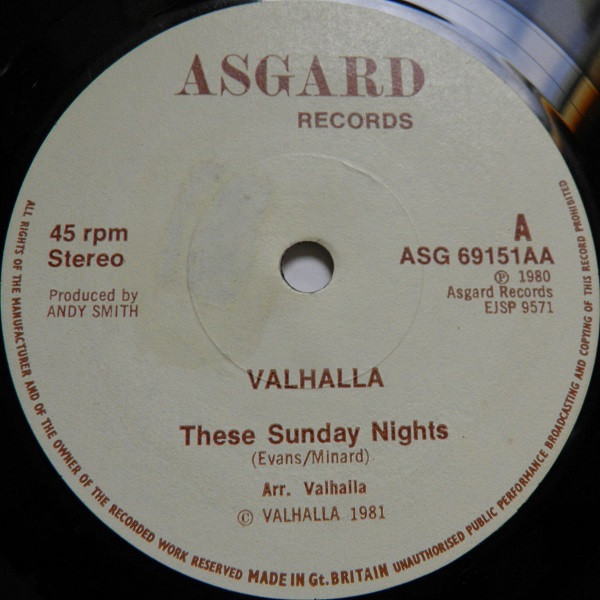 ASGARD
RECORDS
45 rpm
Stereo
Produced by
ANDY SMITH
A
ASG 69151AA
℗ 1980
Asgard Records
EJSP 9571
VALHALLA
These Sunday Nights
(Evans/Minard)
Arr. Valhalla
© VALHALLA 1981
ALL RIGHTS OF THE MANUFACTURER AND OF THE OWNER OF THE RECORDED WORK RESERVED MADE IN Gt. BRITAIN UNAUTHORISED PUBLIC PERFORMANCE BROADCASTING AND COPYING OF THIS RECORD PROHIBITED